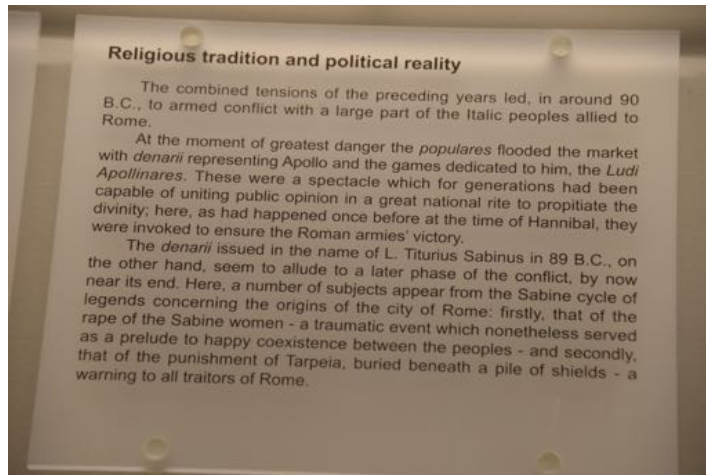 Religious tradition and political reality
The combined tensions of the preceding years led, in around 90
B.C., to armed conflict with a large part of the Italic peoples allied to
Rome.
At the moment of greatest danger the populares flooded the market
with denarii representing Apollo and the games dedicated to him, the Ludi
Apollinares. These were a spectacle which for generations had been
capable of uniting public opinion in a great national rite to propitiate the
divinity; here, as had happened once before at the time of Hannibal, they
were invoked to ensure the Roman armies' victory.
The denarii issued in the name of L. Titurius Sabinus in 89 B.C., on
the other hand, seem to allude to a later phase of the conflict, by now
near its end. Here, a number of subjects appear from the Sabine cycle of
legends concerning the origins of the city of Rome: firstly, that of the
rape of the Sabine women - a traumatic event which nonetheless served
as a prelude to happy coexistence between the peoples - and secondly,
that of the punishment of Tarpeia, buried beneath a pile of shields - a
warning to all traitors of Rome.